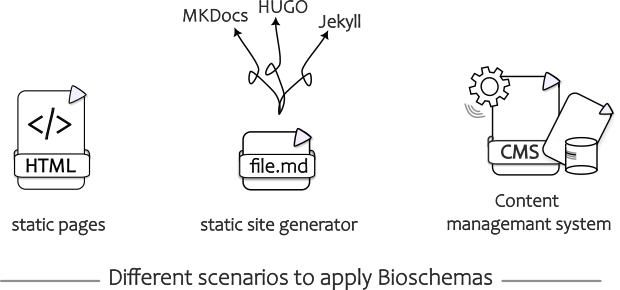 MKDocs
HUGO
Jekyll
</>
HTML
file.md
CMS
static pages
static site generator
Content
managemant system
Different scenarios to apply Bioschemas